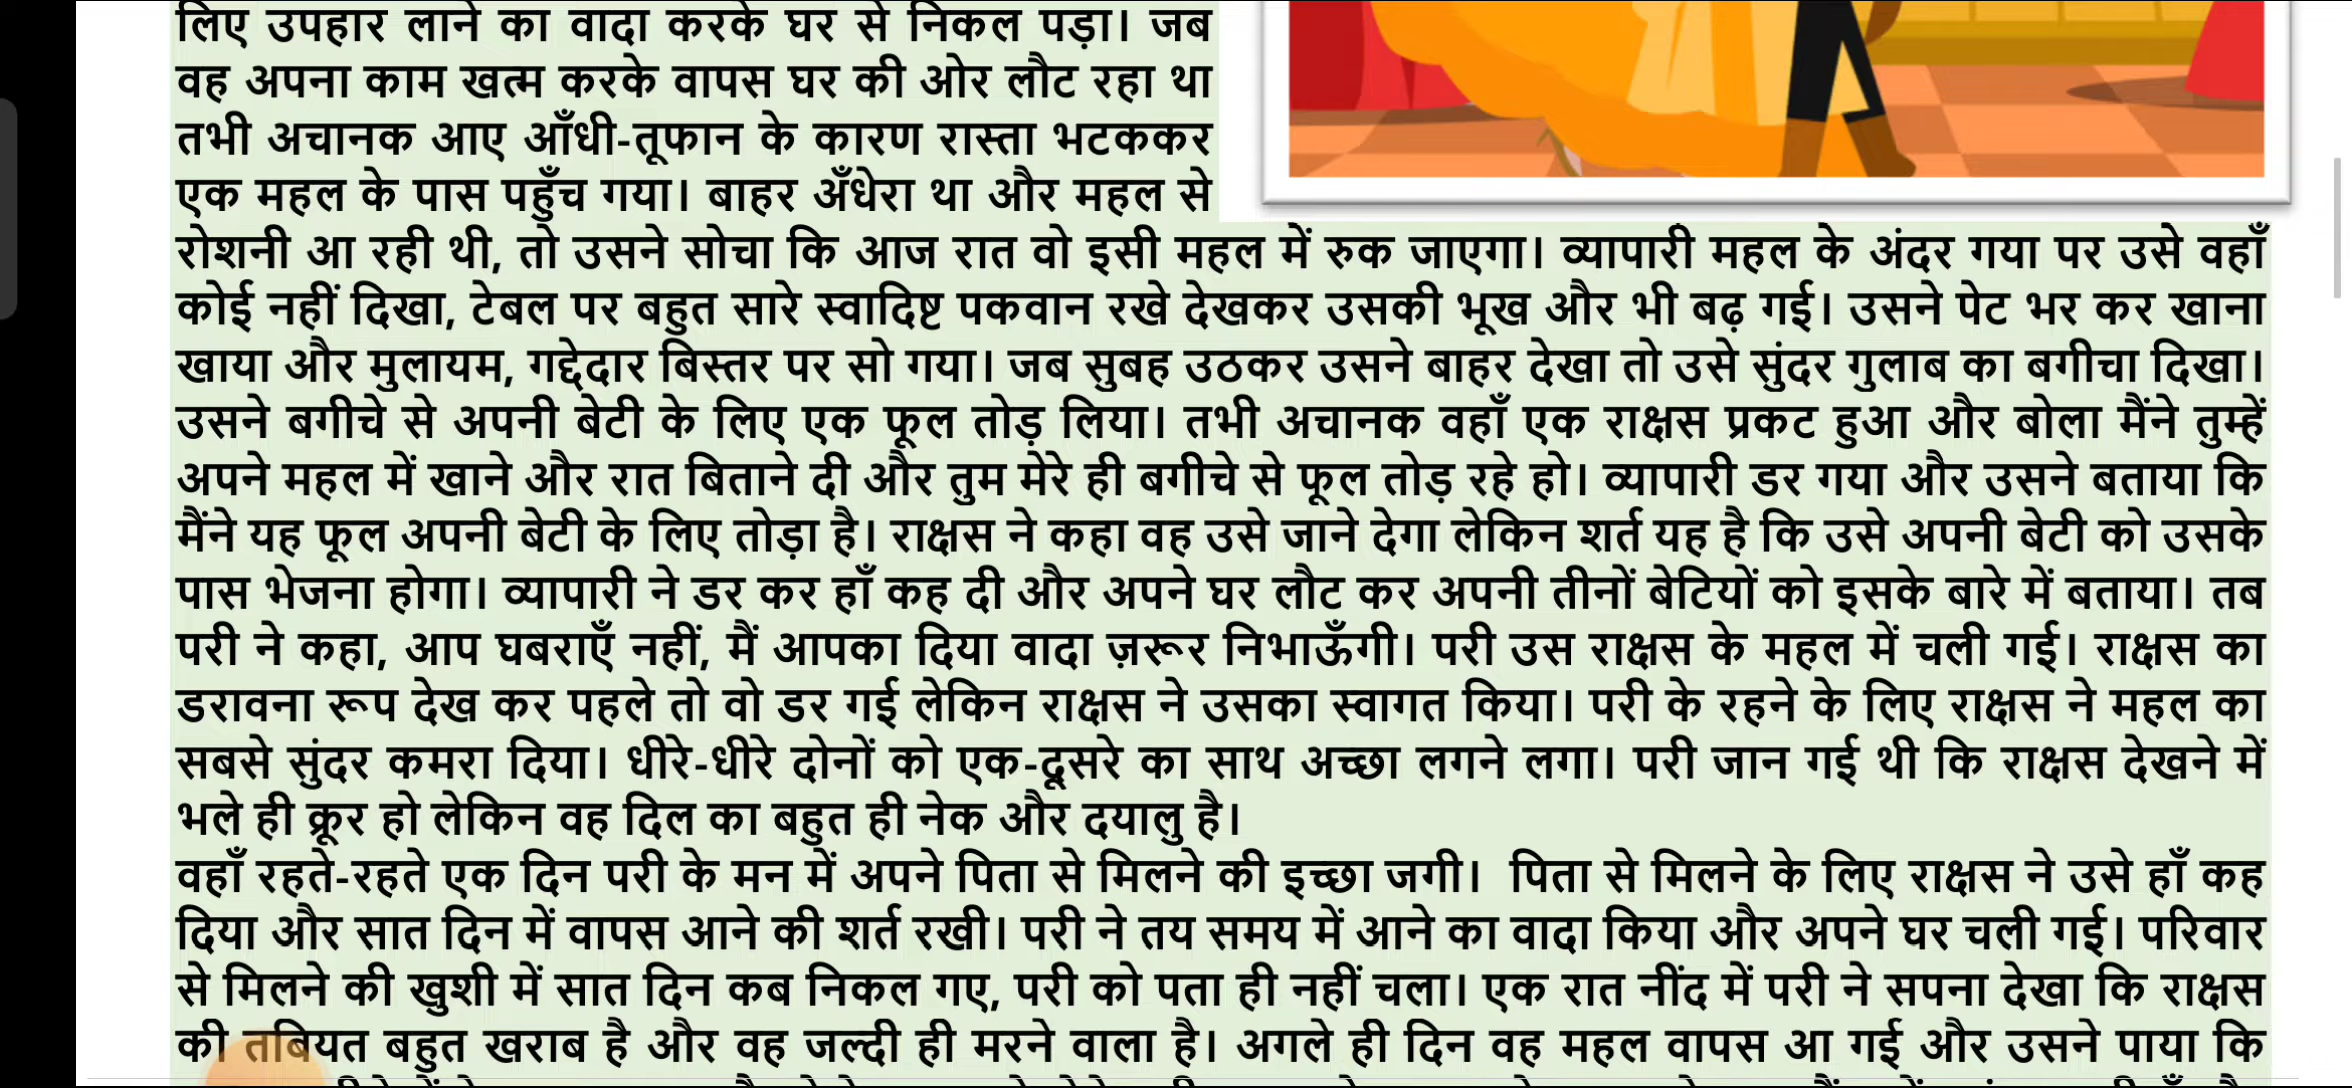 लिए उपहार लाने का वादा करके घर से निकल पड़ा। जब
वह अपना काम खत्म करके वापस घर की ओर लौट रहा था
तभी अचानक आए आँधी-तूफान के कारण रास्ता भटककर
एक महल के पास पहुँच गया। बाहर अँधेरा था और महल से
रोशनी आ रही थी, तो उसने सोचा कि आज रात वो इसी महल में रुक जाएगा। व्यापारी महल के अंदर गया पर उसे वहाँ
कोई नहीं दिखा, टेबल पर बहुत सारे स्वादिष्ट पकवान रखे देखकर उसकी भूख और भी बढ़ गई। उसने पेट भर कर खाना
खाया और मुलायम, गद्देदार बिस्तर पर सो गया। जब सुबह उठकर उसने बाहर देखा तो उसे सुंदर गुलाब का बगीचा दिखा।
उसने बगीचे से अपनी बेटी के लिए एक फूल तोड़ लिया। तभी अचानक वहाँ एक राक्षस प्रकट हुआ और बोला मैंने तुम्हें
अपने महल में खाने और रात बिताने दी और तुम मेरे ही बगीचे से फूल तोड़ रहे हो। व्यापारी डर गया और उसने बताया कि
मैंने यह फूल अपनी बेटी के लिए तोड़ा है। राक्षस ने कहा वह उसे जाने देगा लेकिन शर्त यह है कि उसे अपनी बेटी को उसके
पास भेजना होगा। व्यापारी ने डर कर हाँ कह दी और अपने घर लौट कर अपनी तीनों बेटियों को इसके बारे में बताया। तब
परी ने कहा, आप घबराएँ नहीं, मैं आपका दिया वादा ज़रूर निभाऊँगी। परी उस राक्षस के महल में चली गई। राक्षस का
डरावना रूप देख कर पहले तो वो डर गई लेकिन राक्षस ने उसका स्वागत किया। परी के रहने के लिए राक्षस ने महल का
सबसे सुंदर कमरा दिया। धीरे-धीरे दोनों को एक-दूसरे का साथ अच्छा लगने लगा। परी जान गई थी कि राक्षस देखने में
भले ही क्रूर हो लेकिन वह दिल का बहुत ही नेक और दयालु है।
वहाँ रहते-रहते एक दिन परी के मन में अपने पिता से मिलने की इच्छा जगी। पिता से मिलने के लिए राक्षस ने उसे हाँ कह
दिया और सात दिन में वापस आने की शर्त रखी। परी ने तय समय में आने का वादा किया और अपने घर चली गई। परिवार
से मिलने की खुशी में सात दिन कब निकल गए, परी को पता ही नहीं चला। एक रात नींद में परी ने सपना देखा कि राक्षस
की तबियत बहुत खराब है और वह जल्दी ही मरने वाला है। अगले ही दिन वह महल वापस आ गई और उसने पाया कि